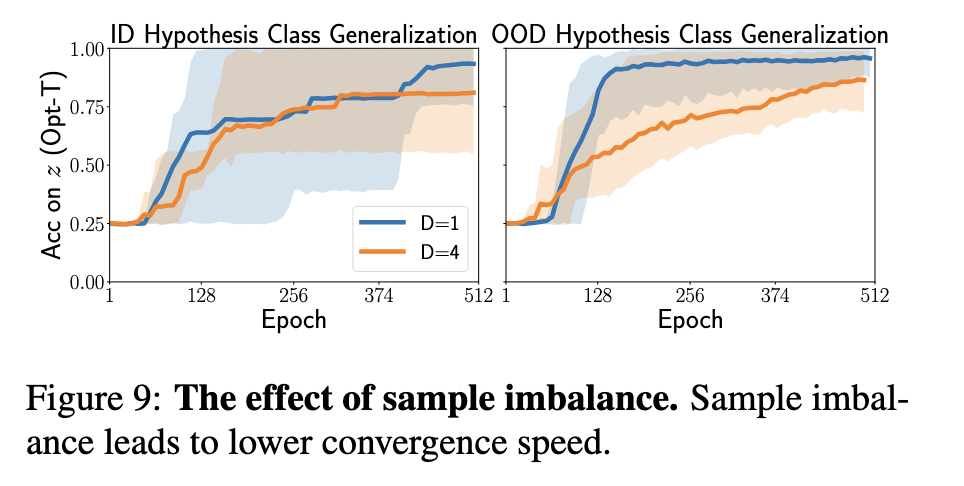 ID Hypothesis Class Generalization
OOD Hypothesis Class Generalization
Acc on z (Opt-T)
1.00
0.75
0.50
0.25
0.00
D=1
D=4
1 128 256 374 512
1 128 256 374 512
Epoch
Epoch
Figure 9: The effect of sample imbalance. Sample imbal-
ance leads to lower convergence speed.